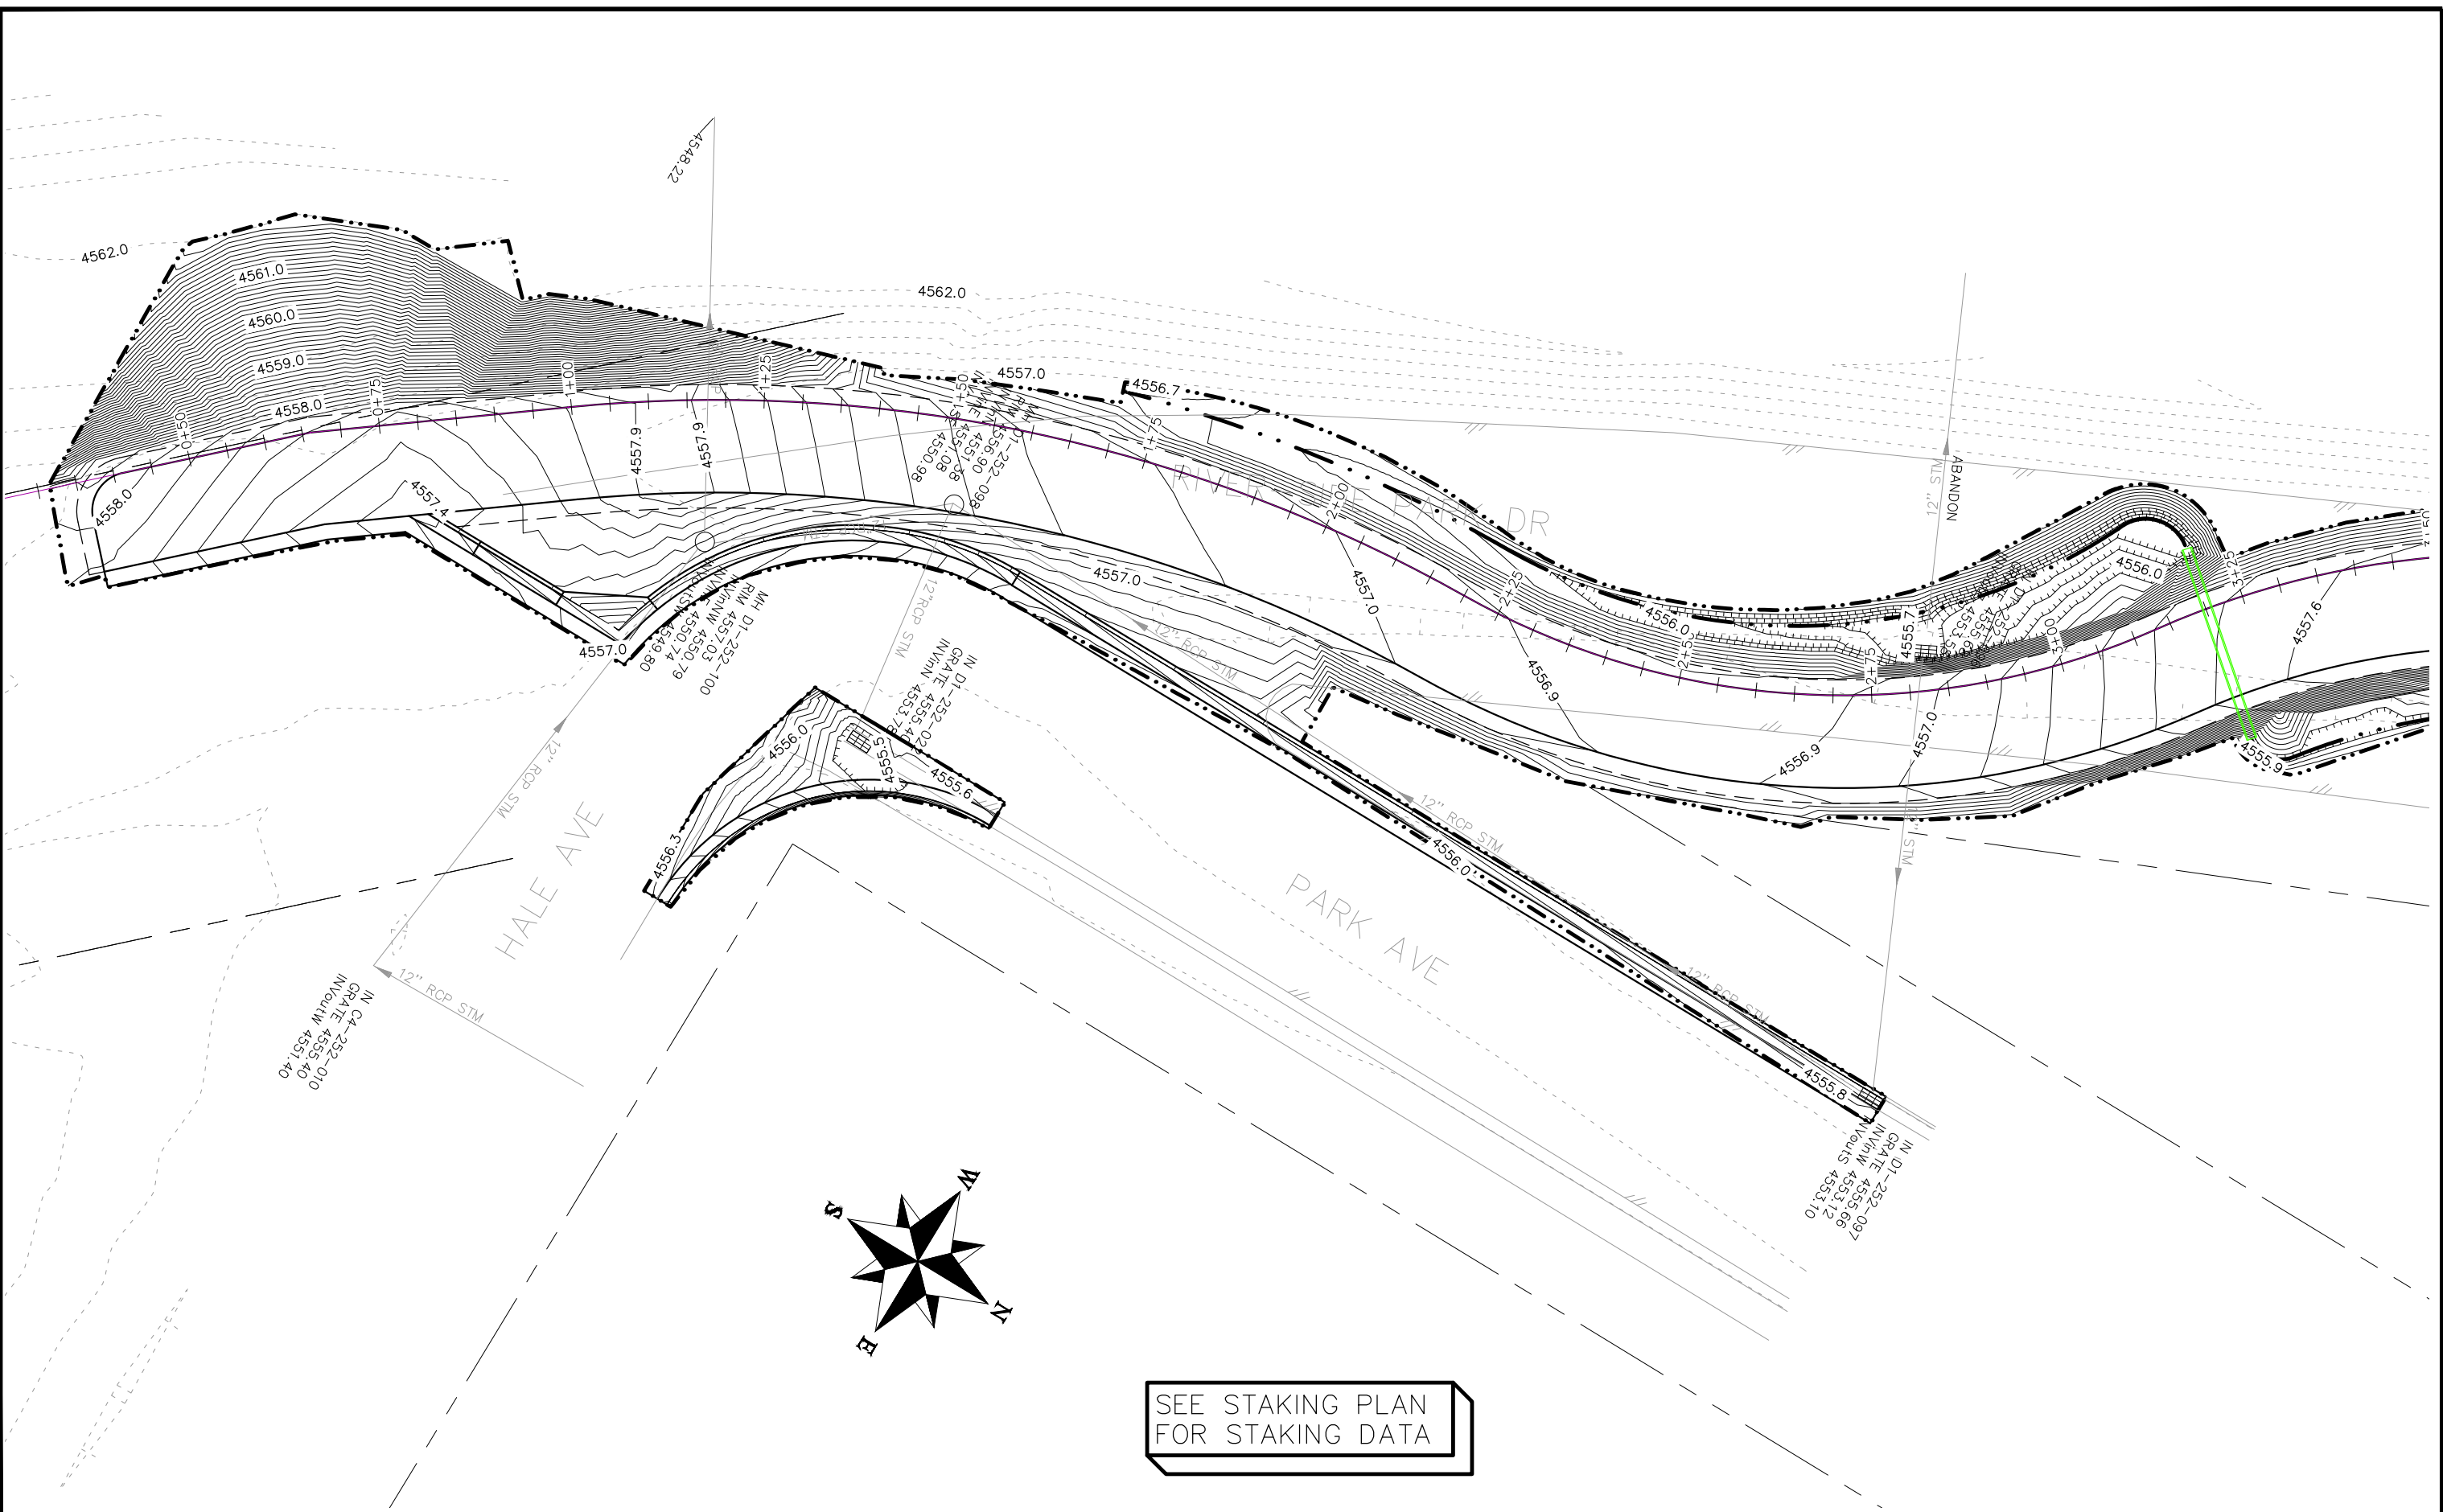 4548.22
4562.0
4561.0
4560.0
4559.0
4558.0
0+50
0+75
1+00
1+25
4562.0
4557.0
4556.7
1+50
1+75
4558.0
4557.4
4557.9
4557.9
MH D1-252-098
RIM 4556.90
4551.38
4551.08
4550.98
RIVER
PARK DR
2+00
2+25
4557.0
4557.0
12" RCP STM
12" RCP STM
4557.0
MH D1-252-100
RIM 4557.03
INVinNW 4550.79
4550.74
4549.80
IN D1-252-02
GRATE 4555.40
INVinN 4553.78
4556.0
4555.5
4555.6
4556.3
12" RCP STM
HALE AVE
12" RCP STM
IN C4-252-010
GRATE 4555.40
INVoutW 4551.40
PARK AVE
12" RCP STM
4556.0
12" RCP STM
4555.8
IN D1-252-097
GRATE 4555.66
INVinW 4553.12
INVoutS 4553.10
4556.9
4556.9
4557.0
4556.0
2+75
4555.7
12" STM
ABANDON
3+00
4556.0
3+25
4557.6
4555.9
STM
S
W
N
E
SEE STAKING PLAN
FOR STAKING DATA